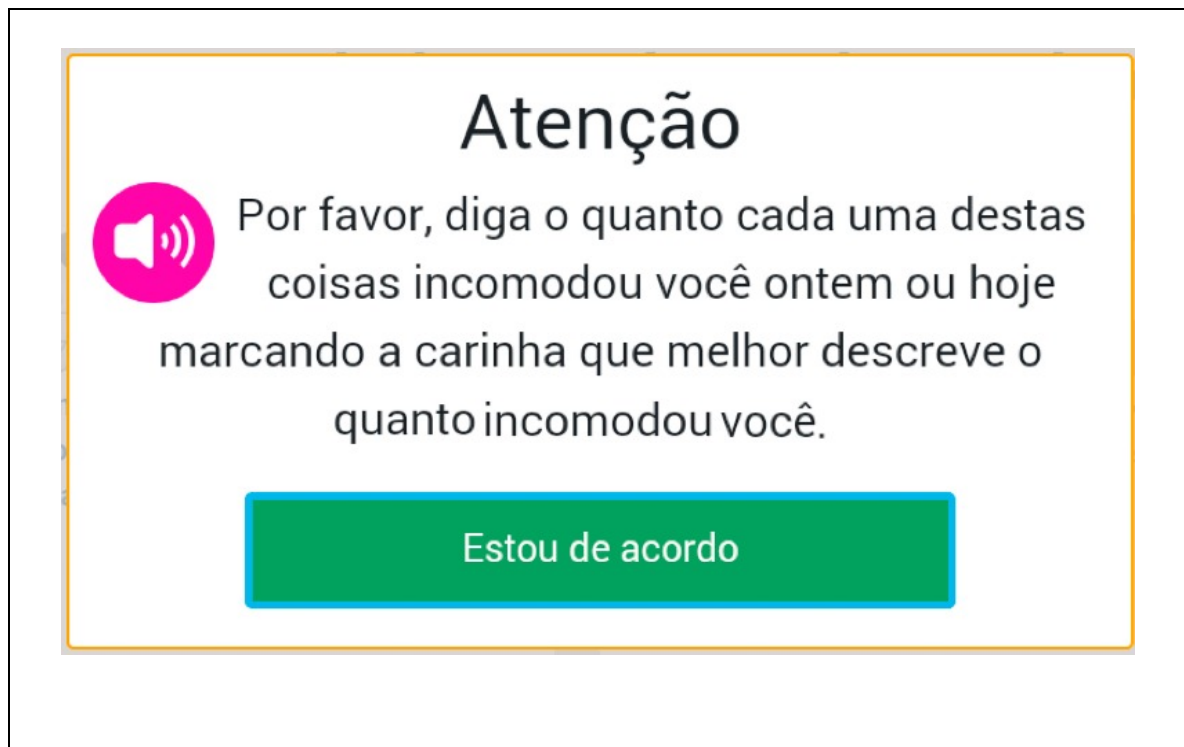 Atenção
Por favor, diga o quanto cada uma destas
coisas incomodou você ontem ou hoje
marcando a carinha que melhor descreve o
quanto incomodou você.
Estou de acordo